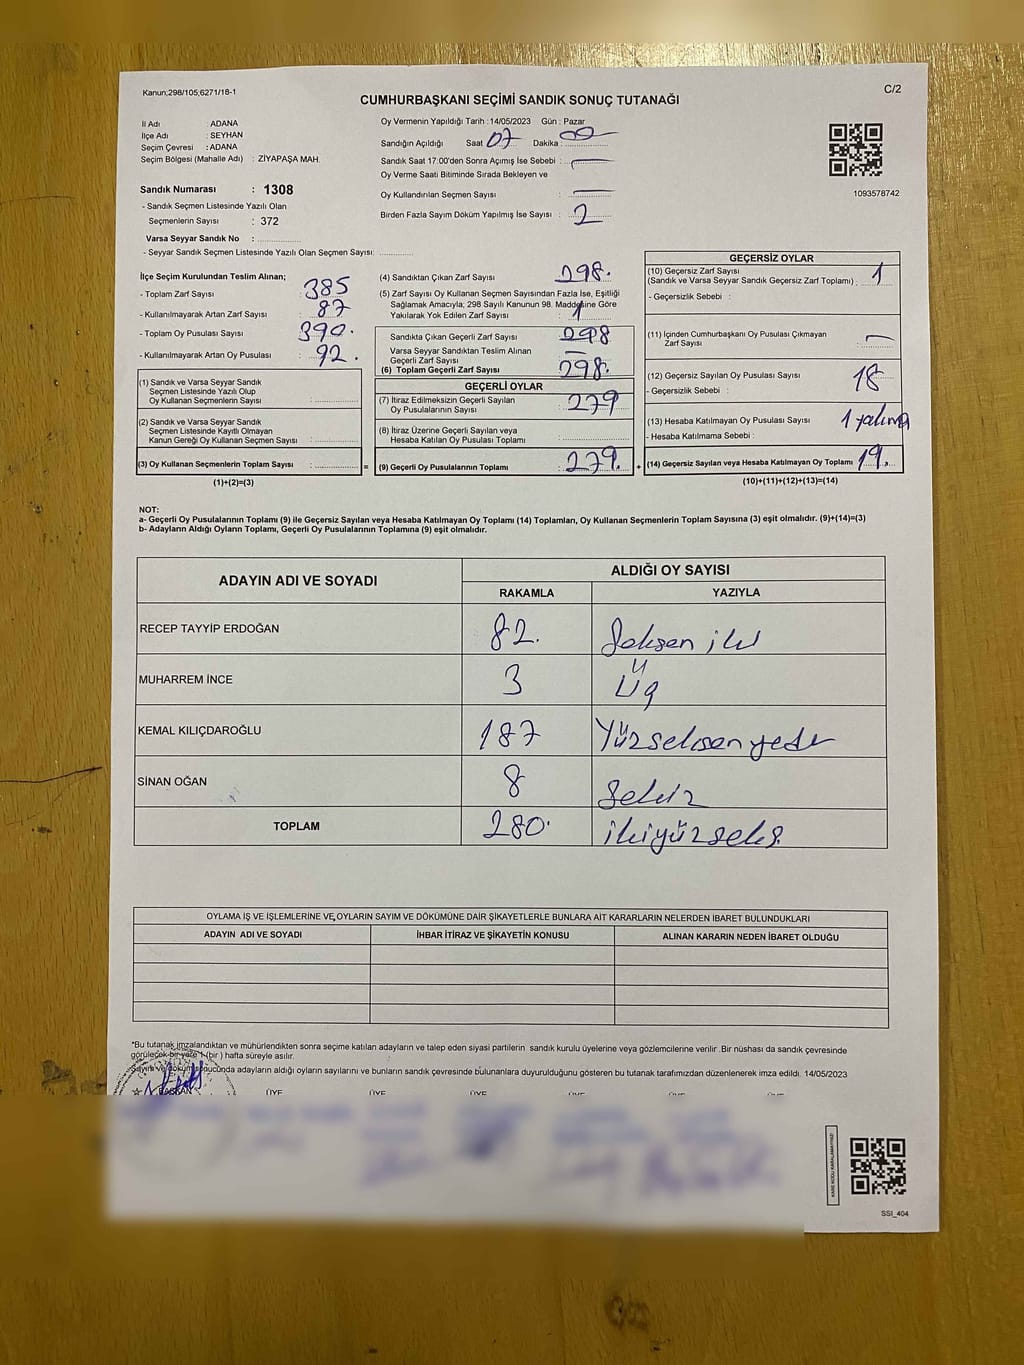 Kanun;298/105;6271/18-1
C/2
CUMHURBAŞKANI SEÇİMİ SANDIK SONUÇ TUTANAĞI
İl Adı : ADANA
İlçe Adı : SEYHAN
Seçim Çevresi : ADANA
Seçim Bölgesi (Mahalle Adı) : ZİYAPAŞA MAH.
Sandık Numarası : 1308
- Sandık Seçmen Listesinde Yazılı Olan
Seçmenlerin Sayısı : 372
Varsa Seyyar Sandık No :
- Seyyar Sandık Seçmen Listesinde Yazılı Olan Seçmen Sayısı:
Oy Vermenin Yapıldığı Tarih : 14/05/2023 Gün : Pazar
Sandığın Açıldığı Saat 07 Dakika : 00
Sandık Saat 17:00'den Sonra Açımış İse Sebebi :
Oy Verme Saati Bitiminde Sırada Bekleyen ve
Oy Kullandırılan Seçmen Sayısı :
Birden Fazla Sayım Döküm Yapılmış İse Sayısı : 2
1093578742
İlçe Seçim Kurulundan Teslim Alınan;
- Toplam Zarf Sayısı : 385
- Kullanılmayarak Artan Zarf Sayısı : 87
- Toplam Oy Pusulası Sayısı : 390.
- Kullanılmayarak Artan Oy Pusulası : 92.
(1) Sandık ve Varsa Seyyar Sandık
Seçmen Listesinde Yazılı Olup
Oy Kullanan Seçmenlerin Sayısı :
(2) Sandık ve Varsa Seyyar Sandık
Seçmen Listesinde Kayıtlı Olmayan
Kanun Gereği Oy Kullanan Seçmen Sayısı :
(3) Oy Kullanan Seçmenlerin Toplam Sayısı : =
(1)+(2)=(3)
(4) Sandıktan Çıkan Zarf Sayısı : 298.
(5) Zarf Sayısı Oy Kullanan Seçmen Sayısından Fazla İse, Eşitliği
Sağlamak Amacıyla; 298 Sayılı Kanunun 98. Maddesine Göre
Yakılarak Yok Edilen Zarf Sayısı : 1
Sandıkta Çıkan Geçerli Zarf Sayısı : 298
Varsa Seyyar Sandıktan Teslim Alınan
Geçerli Zarf Sayısı :
(6) Toplam Geçerli Zarf Sayısı : 298.
GEÇERLİ OYLAR
(7) İtiraz Edilmeksizin Geçerli Sayılan
Oy Pusulalarının Sayısı : 279
(8) İtiraz Üzerine Geçerli Sayılan veya
Hesaba Katılan Oy Pusulası Toplamı :
(9) Geçerli Oy Pusulalarının Toplamı : 279. +
GEÇERSİZ OYLAR
(10) Geçersiz Zarf Sayısı
(Sandık ve Varsa Seyyar Sandık Geçersiz Zarf Toplamı) : 1
- Geçersizlik Sebebi :
(11) İçinden Cumhurbaşkanı Oy Pusulası Çıkmayan
Zarf Sayısı :
(12) Geçersiz Sayılan Oy Pusulası Sayısı : 18
- Geçersizlik Sebebi :
(13) Hesaba Katılmayan Oy Pusulası Sayısı : 1
- Hesaba Katılmama Sebebi :
(14) Geçersiz Sayılan veya Hesaba Katılmayan Oy Toplamı : 19.
(10)+(11)+(12)+(13)=(14)
NOT:
a- Geçerli Oy Pusulalarının Toplamı (9) ile Geçersiz Sayılan veya Hesaba Katılmayan Oy Toplamı (14) Toplamları, Oy Kullanan Seçmenlerin Toplam Sayısına (3) eşit olmalıdır. (9)+(14)=(3)
b- Adayların Aldığı Oyların Toplamı, Geçerli Oy Pusulalarının Toplamına (9) eşit olmalıdır.
ADAYIN ADI VE SOYADI
ALDIĞI OY SAYISI
RAKAMLA YAZIYLA
RECEP TAYYİP ERDOĞAN 82. Seksen iki
MUHARREM İNCE 3 Üç
KEMAL KILIÇDAROĞLU 187 Yüzseksenyedi
SİNAN OĞAN 8 Sekiz
TOPLAM 280. ikiyüzseks.
OYLAMA İŞ VE İŞLEMLERİNE VE OYLARIN SAYIM VE DÖKÜMÜNE DAİR ŞİKAYETLERLE BUNLARA AİT KARARLARIN NELERDEN İBARET BULUNDUKLARI
ADAYIN ADI VE SOYADI İHBAR İTİRAZ VE ŞİKAYETİN KONUSU ALINAN KARARIN NEDEN İBARET OLDUĞU
*Bu tutanak imzalandıktan ve mühürlendikten sonra seçime katılan adayların ve talep eden siyasi partilerin sandık kurulu üyelerine veya gözlemcilerine verilir .Bir nüshası da sandık çevresinde
görülecek bir yere 1 (bir ) hafta süreyle asılır.
Sayım ve döküm sonucunda adayların aldığı oyların sayılarını ve bunların sandık çevresinde bulunanlara duyurulduğunu gösteren bu tutanak tarafımızdan düzenlenerek imza edildi. 14/05/2023
BAŞKAN ÜYE ÜYE ÜYE ÜYE ÜYE ÜYE
KARE KODU KARALAMAYINIZ!
SSI_404